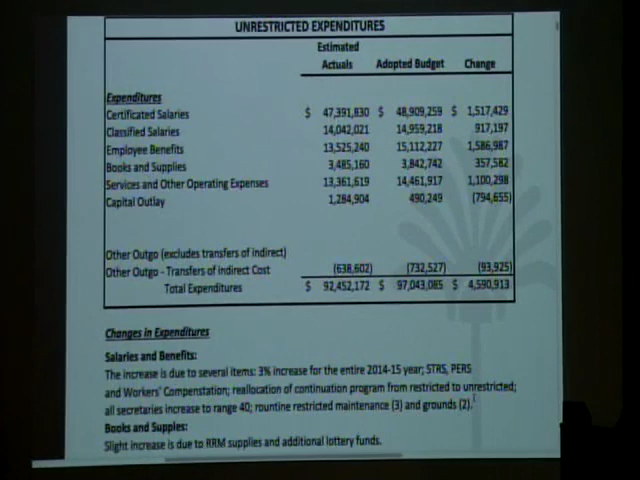 UNRESTRICTED EXPENDITURES
Estimated
Actuals Adopted Budget Change
Expenditures
Certificated Salaries $ 47,391,830 $ 48,909,259 $ 1,517,429
Classified Salaries 14,042,021 14,959,218 917,197
Employee Benefits 13,525,240 15,112,227 1,586,987
Books and Supplies 3,485,160 3,842,742 357,582
Services and Other Operating Expenses 13,361,619 14,461,917 1,100,298
Capital Outlay 1,284,904 490,249 (794,655)
Other Outgo (excludes transfers of indirect)
Other Outgo - Transfers of Indirect Cost (638,602) (732,527) (93,925)
Total Expenditures $ 92,452,172 $ 97,043,085 $ 4,590,913
Changes in Expenditures
Salaries and Benefits:
The increase is due to several items: 3% increase for the entire 2014-15 year; STRS, PERS
and Workers' Compenstation; reallocation of continuation program from restricted to unrestricted;
all secretaries increase to range 40; rountine restricted maintenance (3) and grounds (2).
Books and Supples:
Slight increase is due to RRM supplies and additional lottery funds.